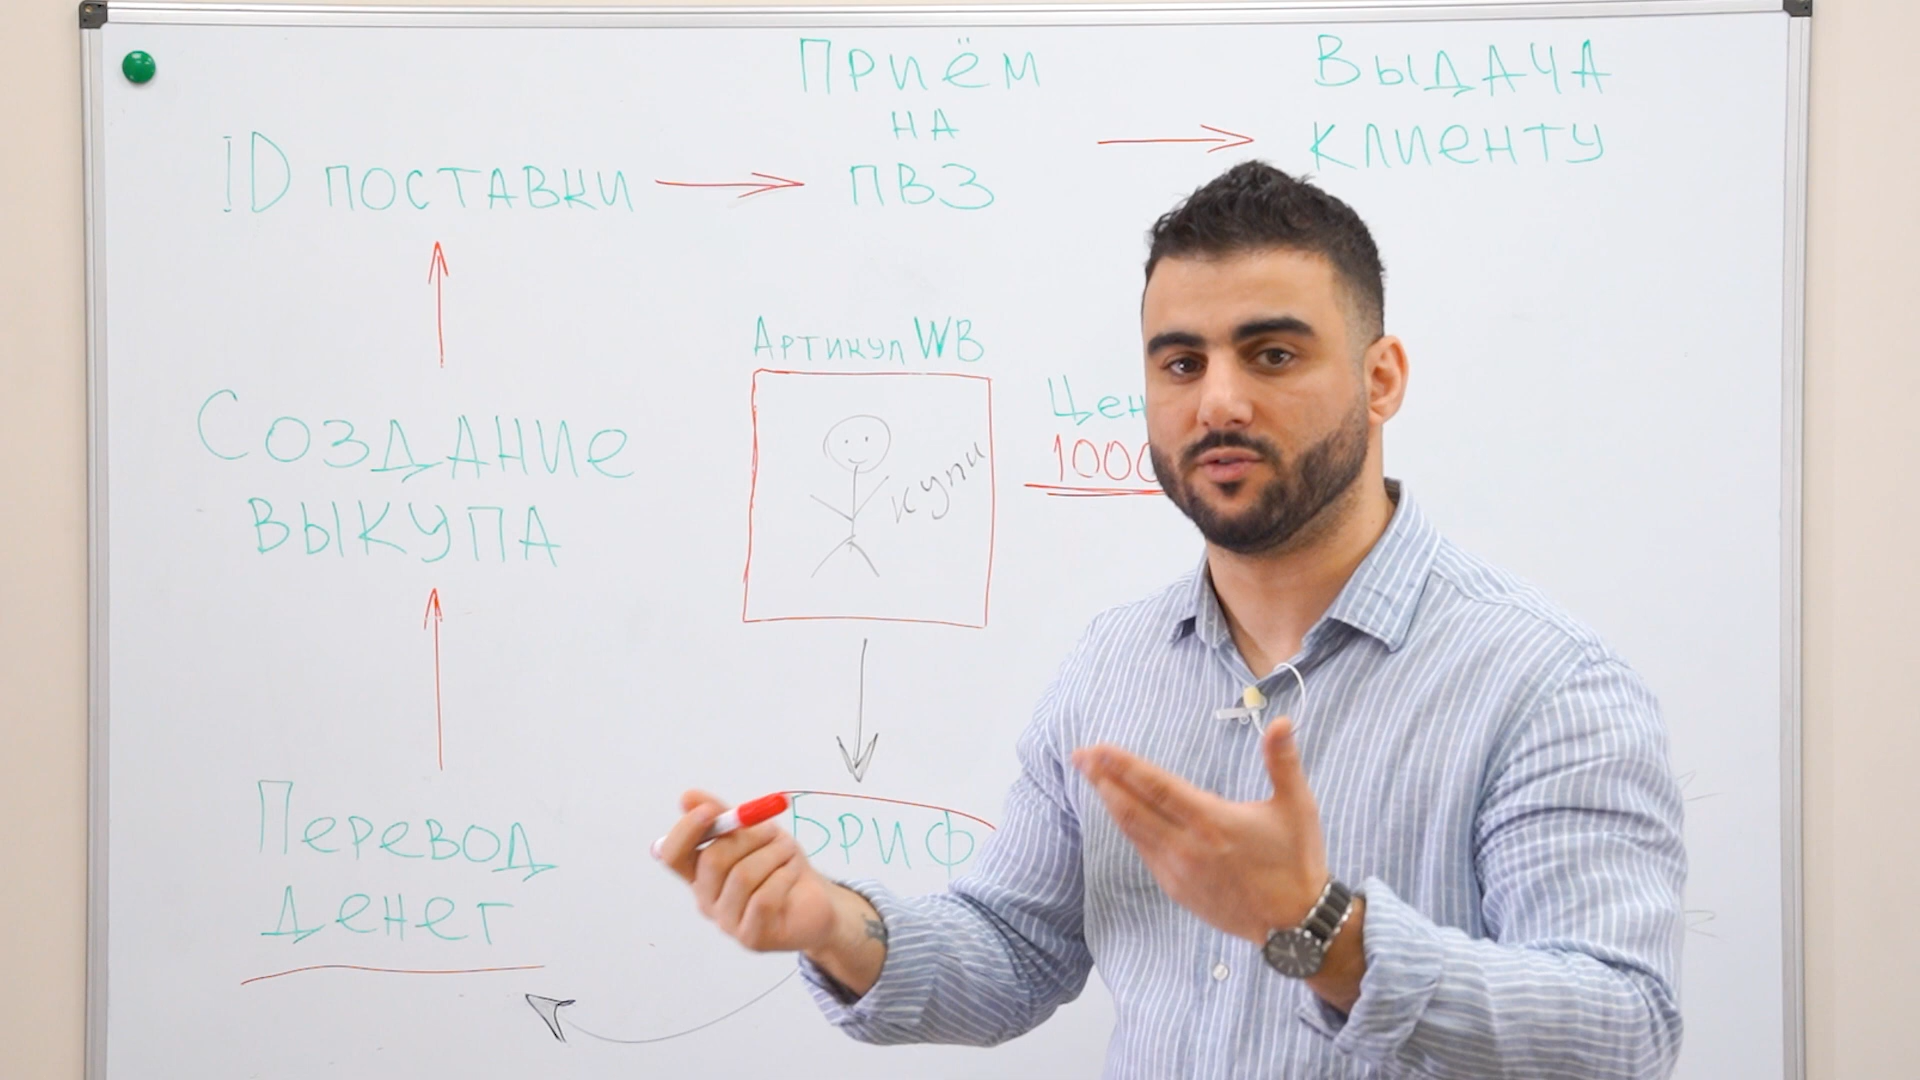 Приём
на
ПВЗ
Выдача
клиенту
ID поставки
Артикул WB
купи
Создание
выкупа
Бриф
Перевод
денег